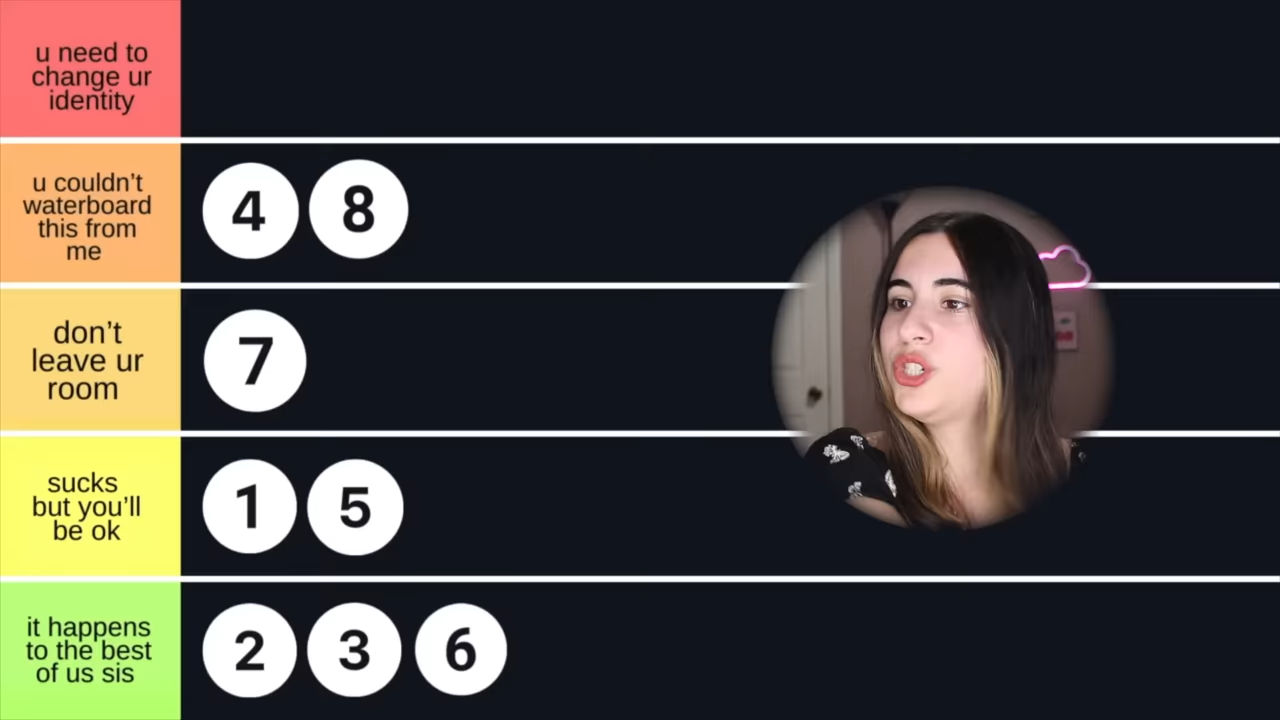 u need to
change ur
identity
u couldn't
waterboard
this from
me
4 8
don't
leave ur
room
7
sucks
but you'll
be ok
1 5
it happens
to the best
of us sis
2 3 6